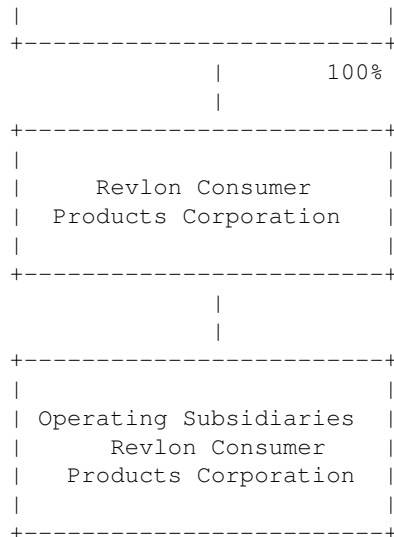 |                         |
+-------------------------+
              |       100%
              |
+-------------------------+
|                         |
|     Revlon Consumer     |
|  Products Corporation   |
|                         |
+-------------------------+
              |
              |
+-------------------------+
|                         |
| Operating Subsidiaries  |
|      Revlon Consumer    |
|   Products Corporation  |
|                         |
+-------------------------+